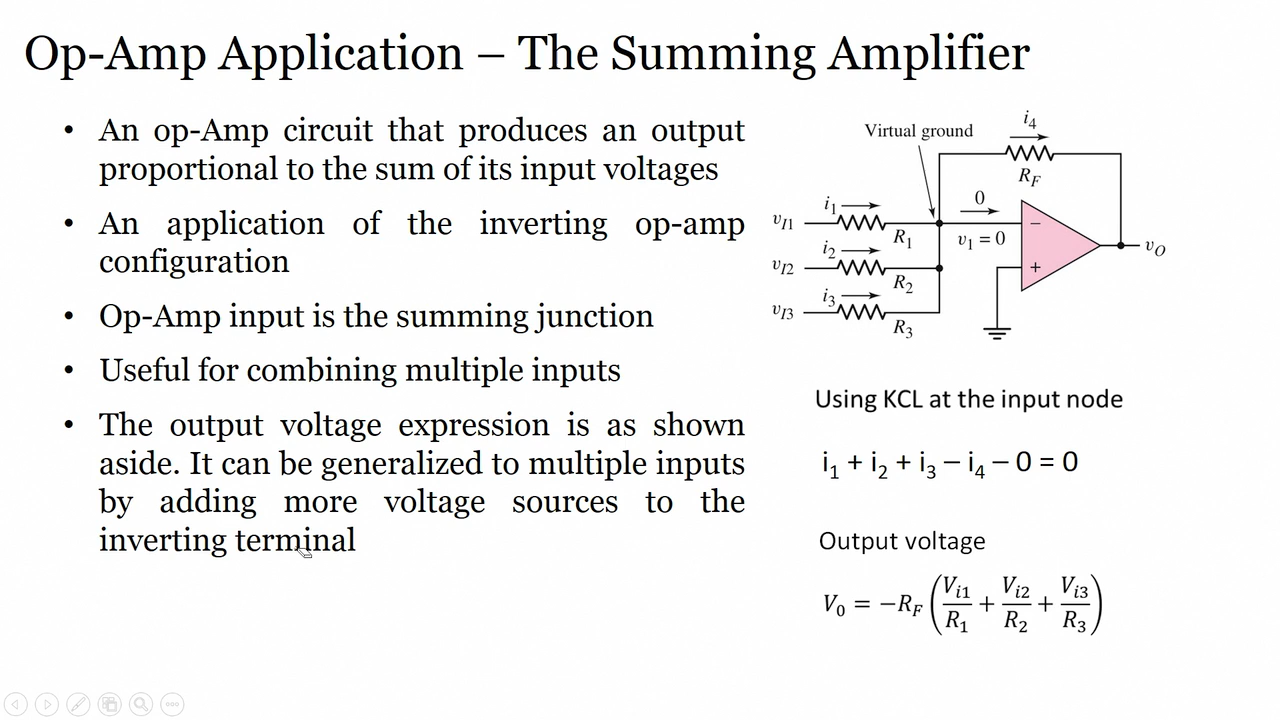 Op-Amp Application – The Summing Amplifier
• An op-Amp circuit that produces an output
proportional to the sum of its input voltages
• An application of the inverting op-amp
configuration
• Op-Amp input is the summing junction
• Useful for combining multiple inputs
• The output voltage expression is as shown
aside. It can be generalized to multiple inputs
by adding more voltage sources to the
inverting terminal
Virtual ground
i₄
R_F
0
v₁ = 0
v_I1
i₁
R₁
v_I2
i₂
R₂
v_I3
i₃
R₃
−
+
v_O
Using KCL at the input node
i₁ + i₂ + i₃ – i₄ – 0 = 0
Output voltage
V₀ = −R_F (V_i1/R₁ + V_i2/R₂ + V_i3/R₃)